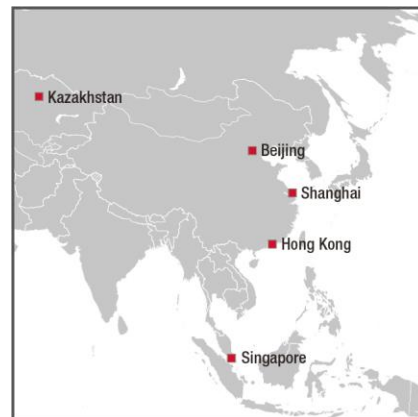 Kazakhstan
Beijing
Shanghai
Hong Kong
Singapore